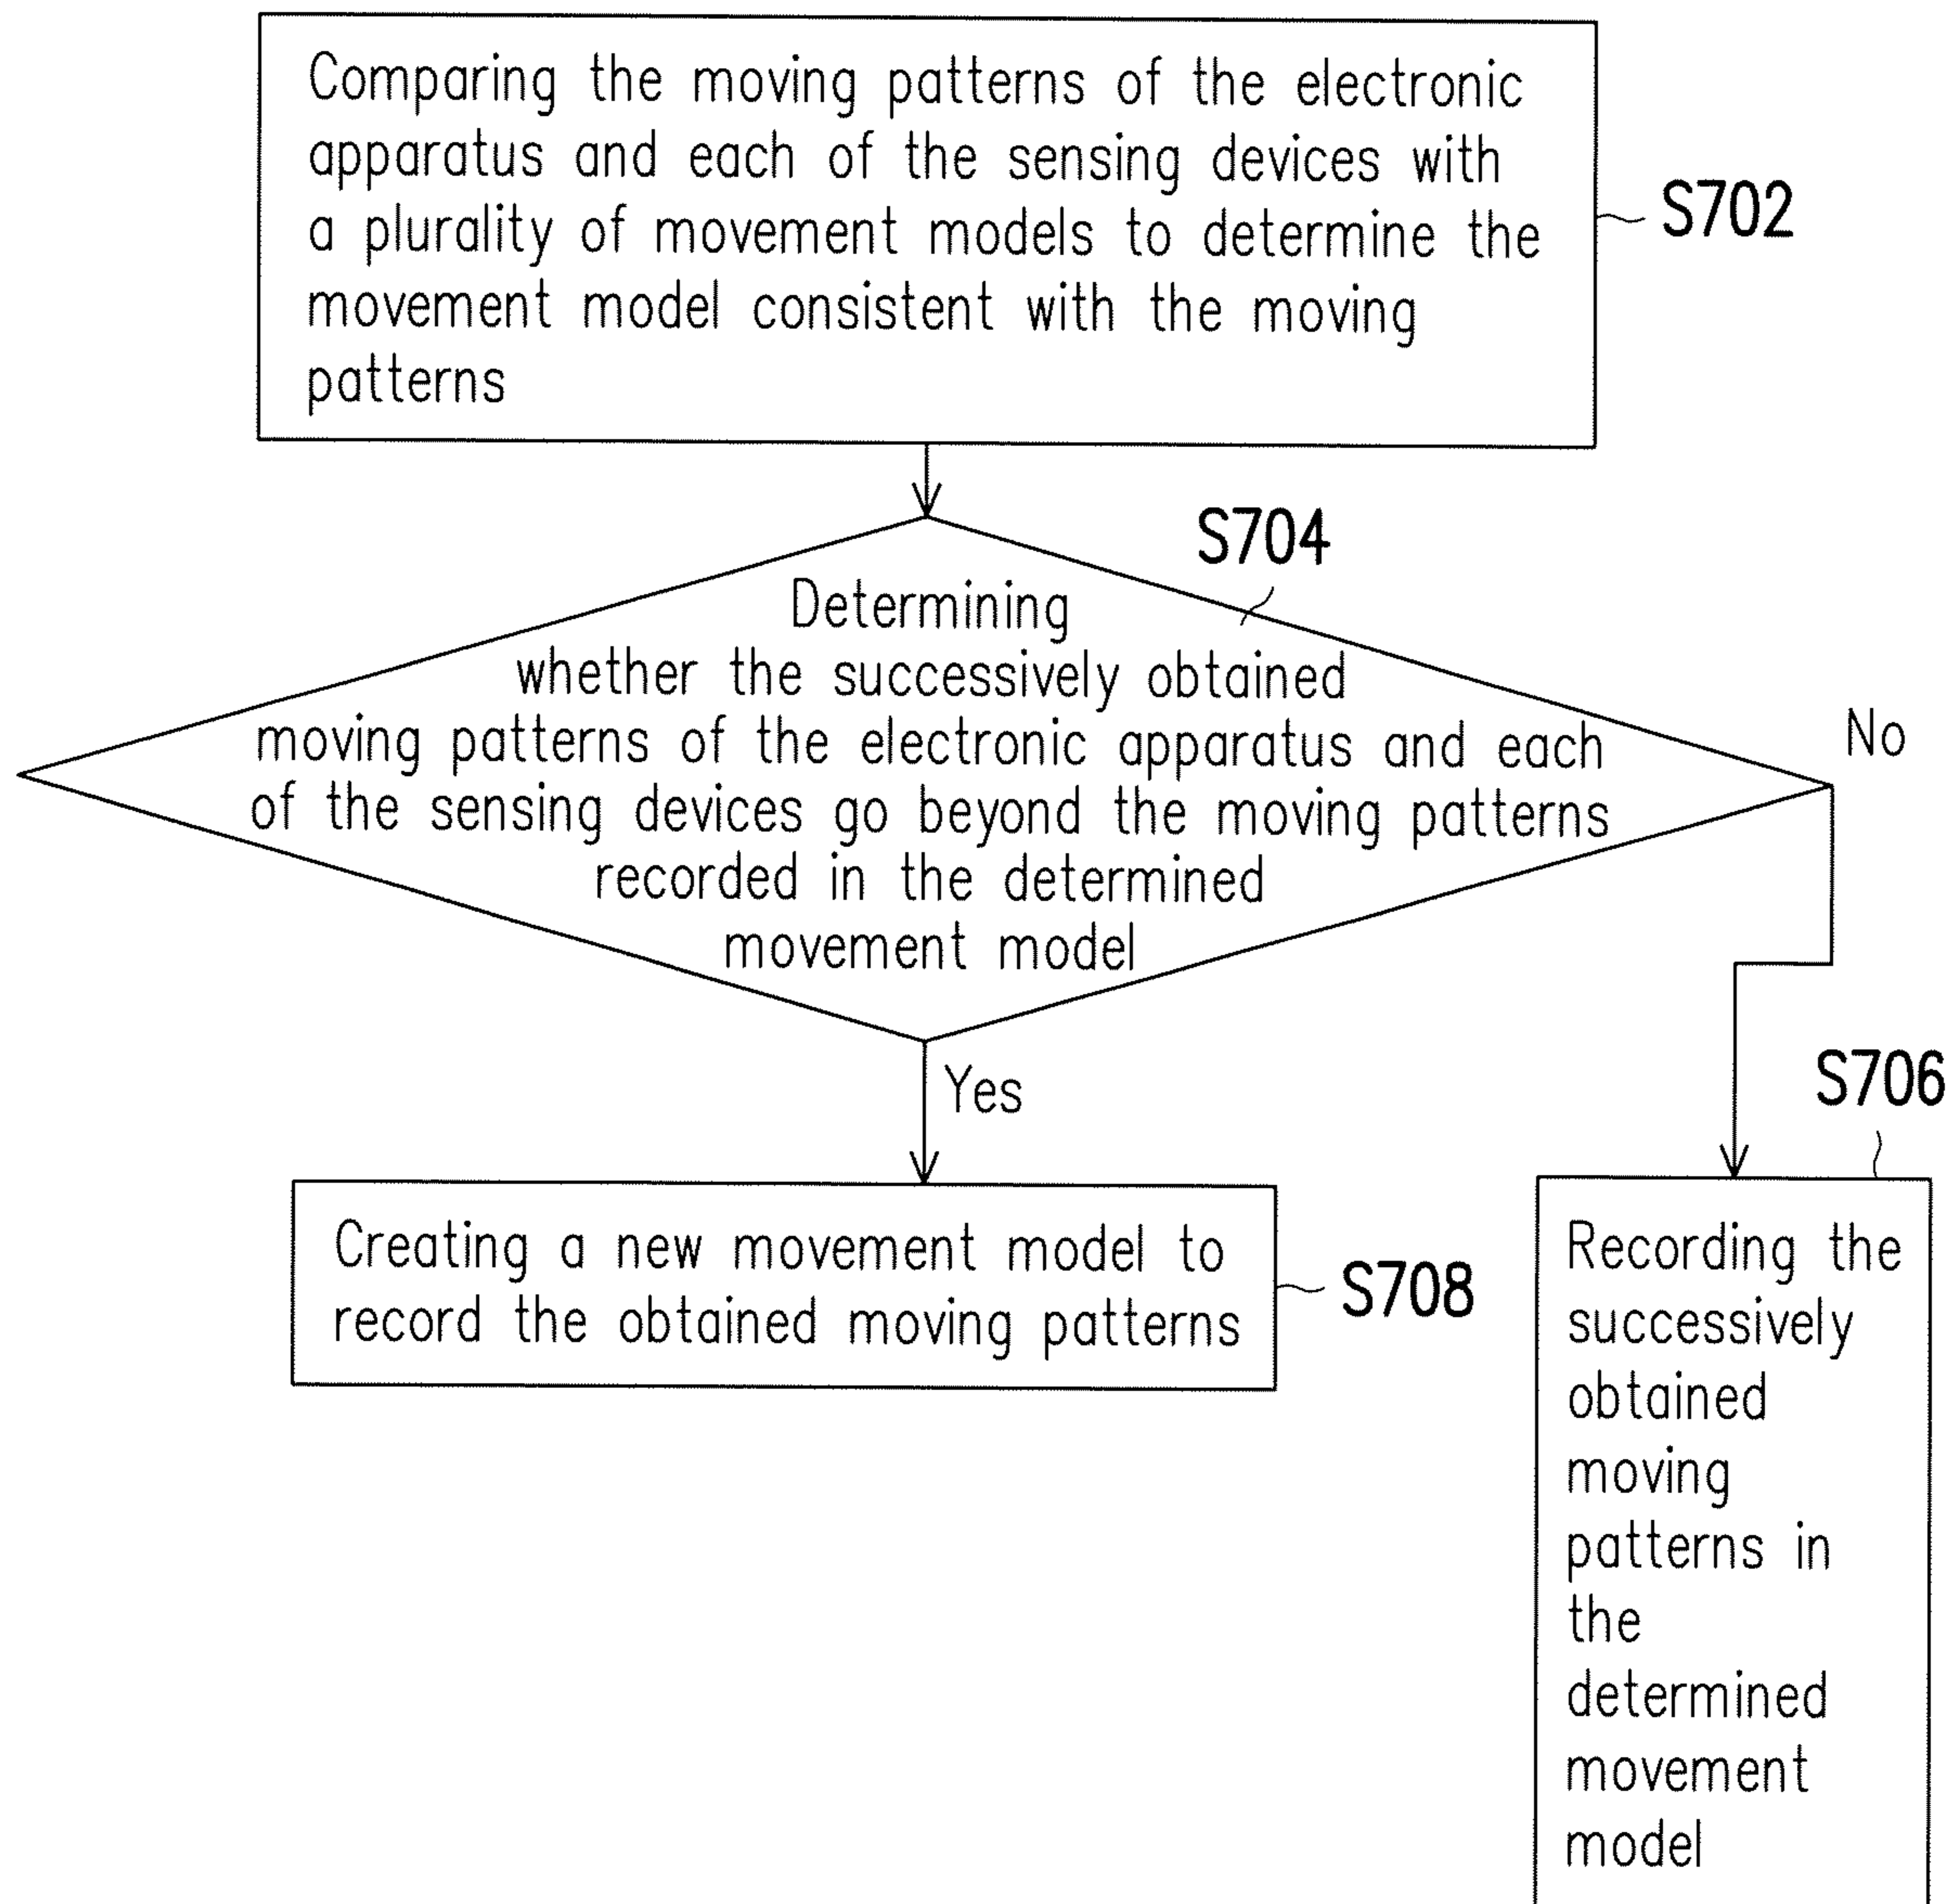 Comparing the moving patterns of the electronic
apparatus and each of the sensing devices with
a plurality of movement models to determine the
movement model consistent with the moving
patterns
S702
S704
Determining
whether the successively obtained
moving patterns of the electronic apparatus and each
of the sensing devices go beyond the moving patterns
recorded in the determined
movement model
No
Yes
S706
Creating a new movement model to
record the obtained moving patterns
S708
Recording the
successively
obtained
moving
patterns in
the
determined
movement
model